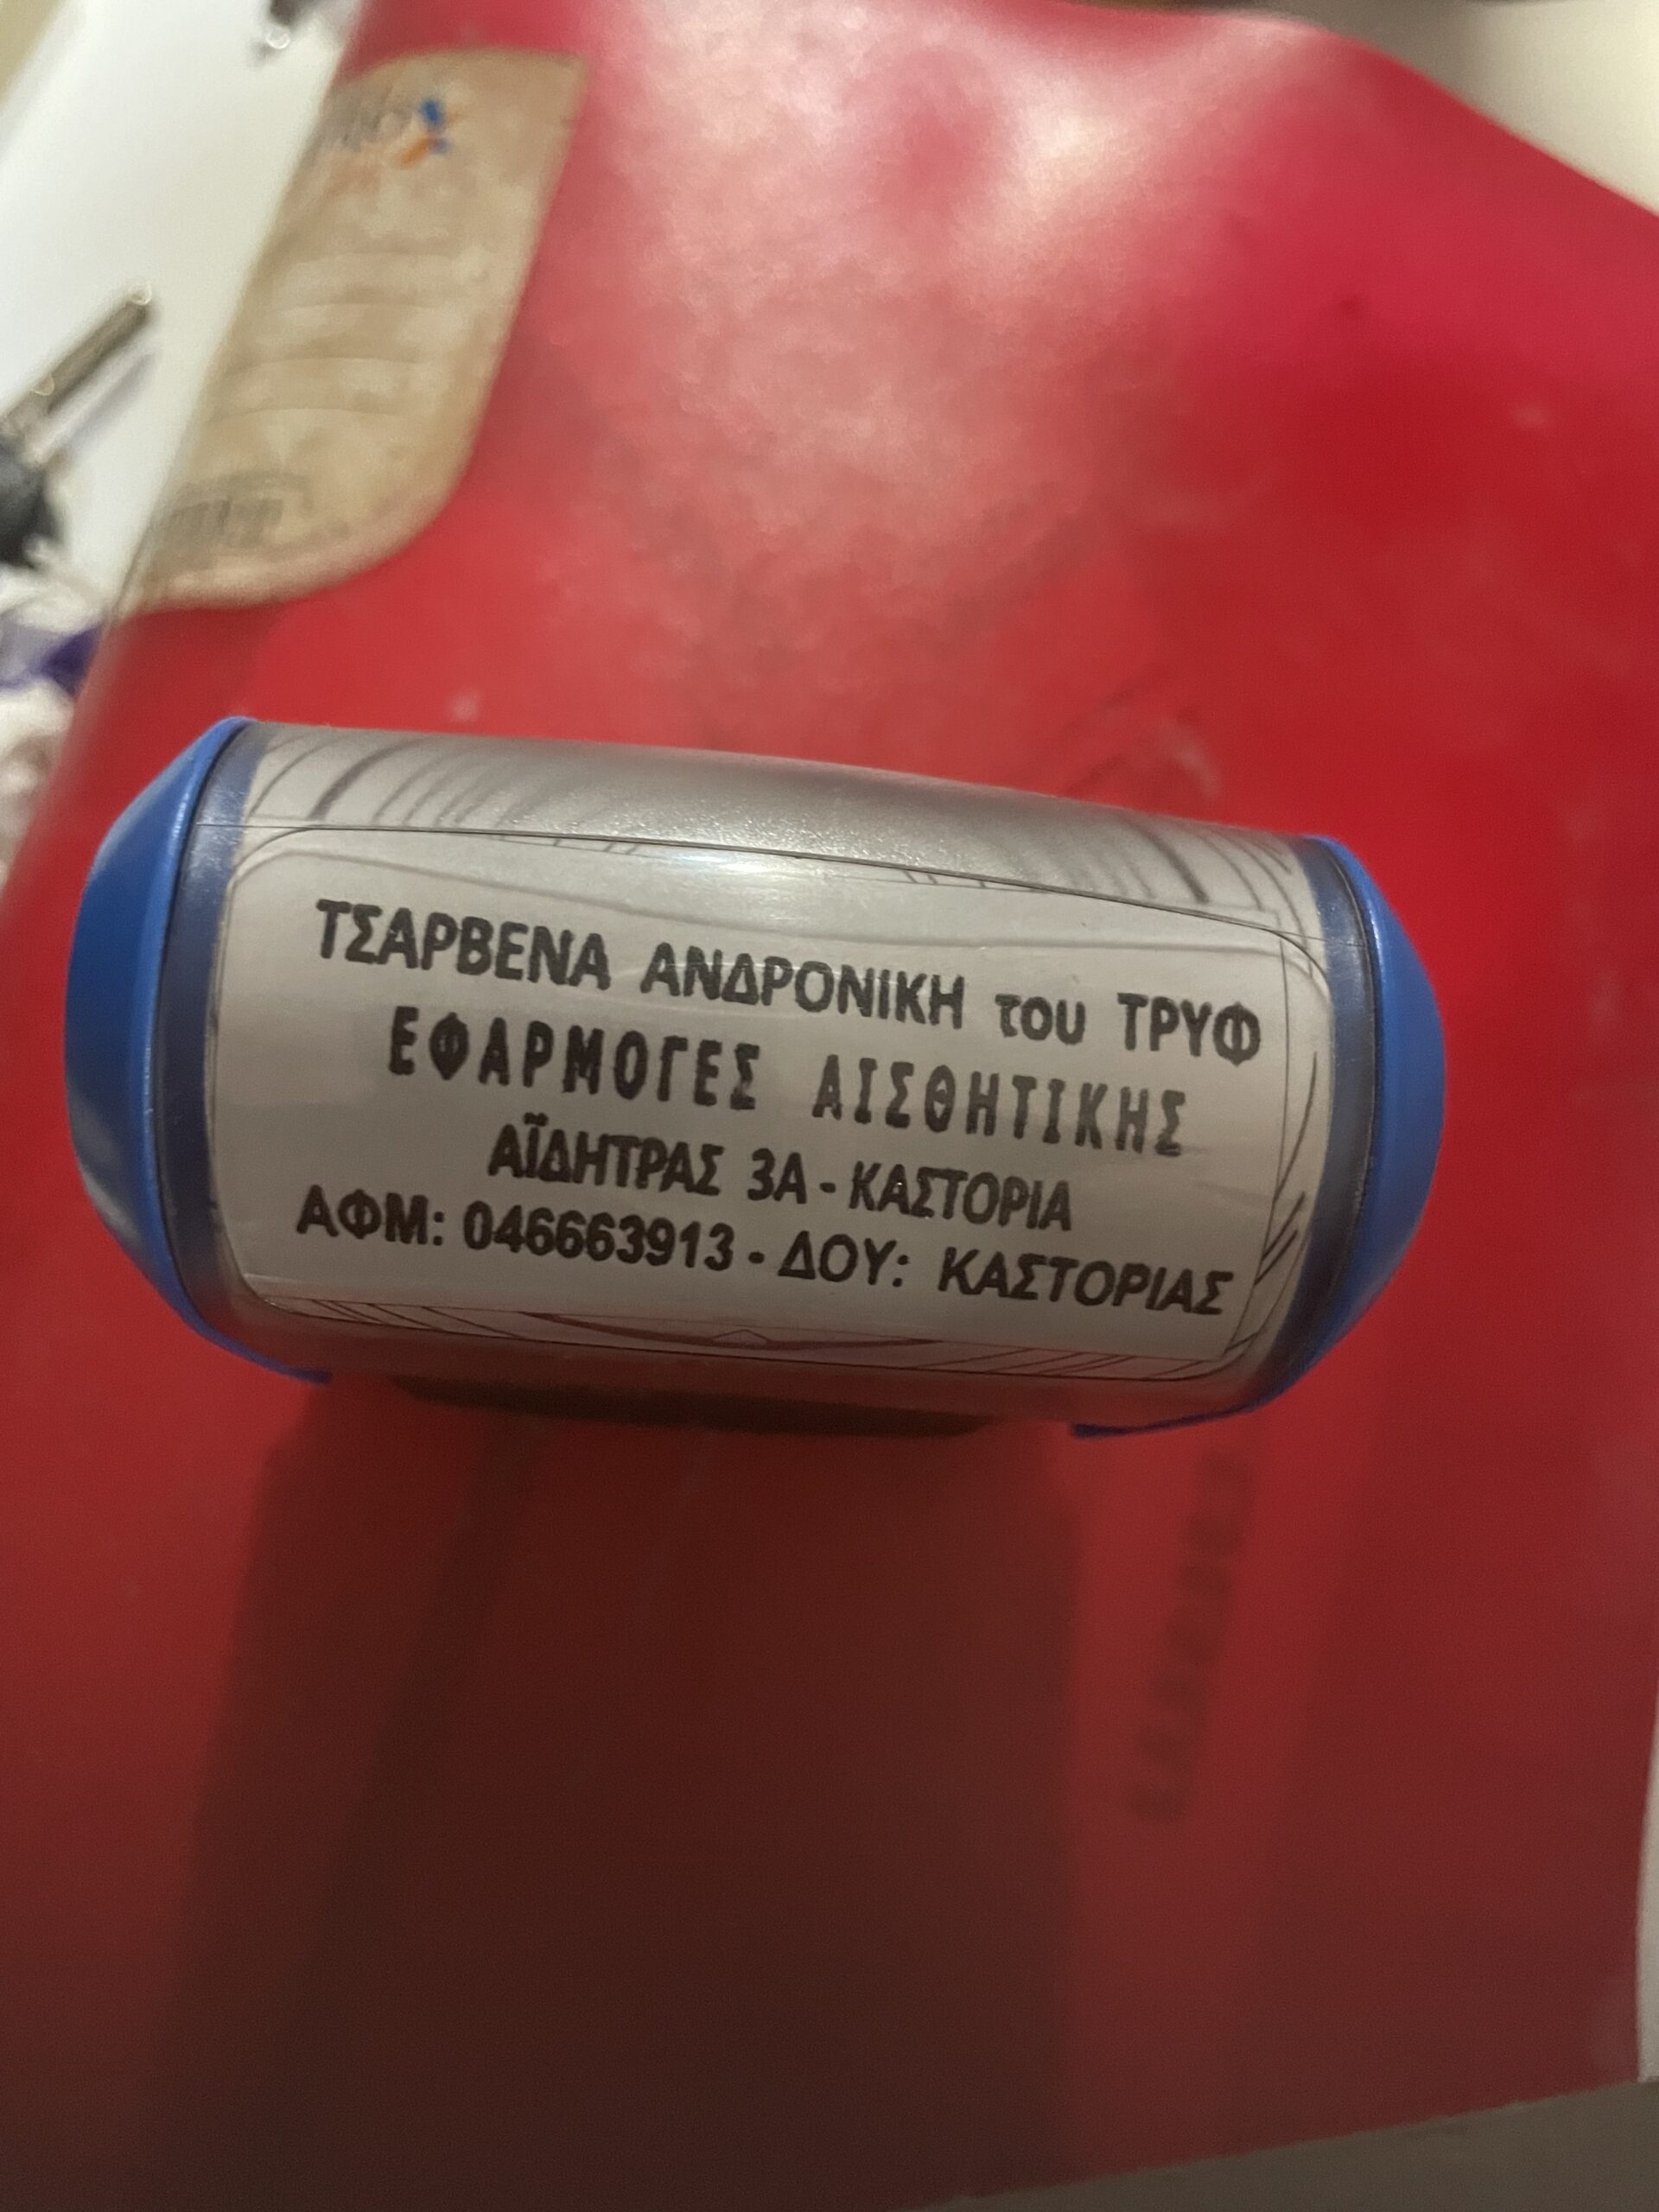 ΤΣΑΡΒΕΝΑ ΑΝΔΡΟΝΙΚΗ του ΤΡΥΦ
ΕΦΑΡΜΟΓΕΣ ΑΙΣΘΗΤΙΚΗΣ
ΑΪΔΗΤΡΑΣ 3Α - ΚΑΣΤΟΡΙΑ
ΑΦΜ: 046663913 - ΔΟΥ: ΚΑΣΤΟΡΙΑΣ